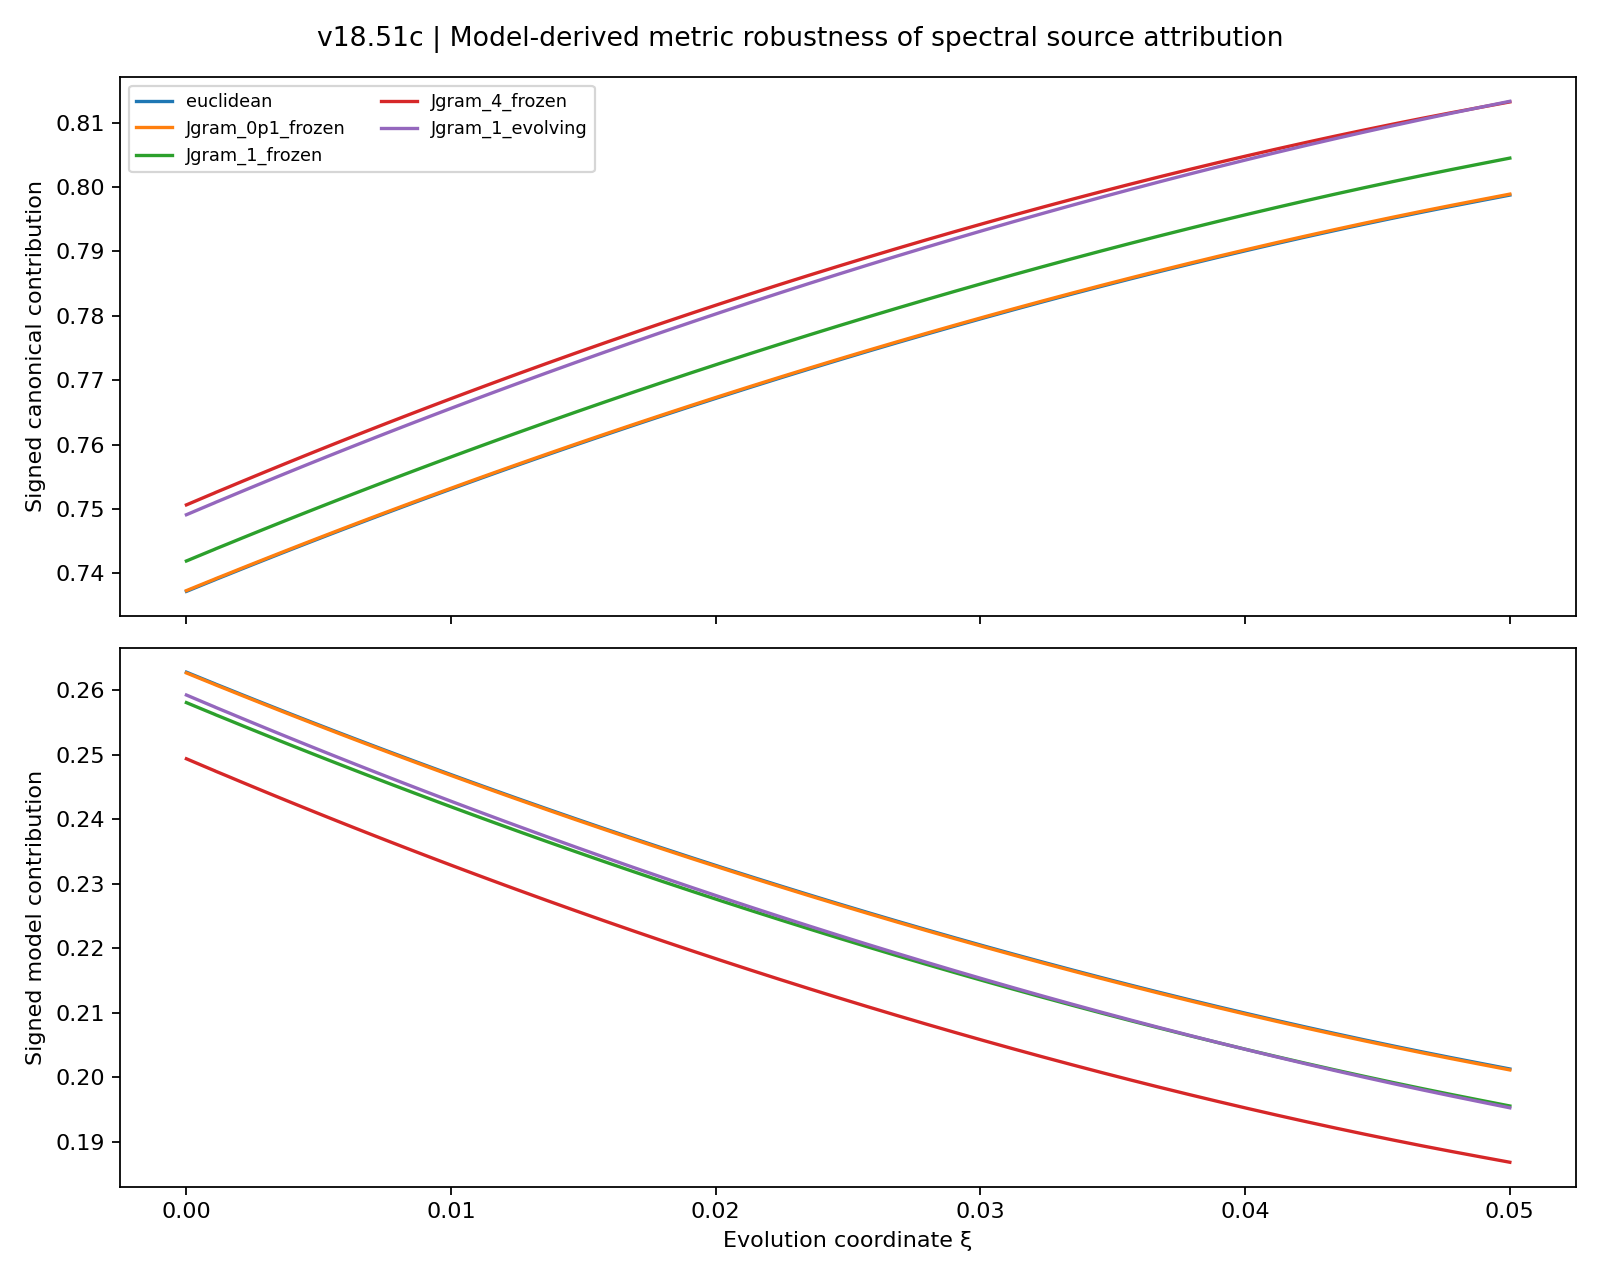 v18.51c | Model-derived metric robustness of spectral source attribution
euclidean
Jgram_0p1_frozen
Jgram_1_frozen
Jgram_4_frozen
Jgram_1_evolving
Signed canonical contribution
0.81
0.80
0.79
0.78
0.77
0.76
0.75
0.74
Signed model contribution
0.26
0.25
0.24
0.23
0.22
0.21
0.20
0.19
0.00 0.01 0.02 0.03 0.04 0.05
Evolution coordinate ξ